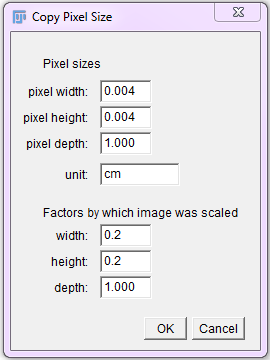 Copy Pixel Size
Pixel sizes
pixel width: 0.004
pixel height: 0.004
pixel depth: 1.000
unit: cm
Factors by which image was scaled
width: 0.2
height: 0.2
depth: 1.000
OK Cancel